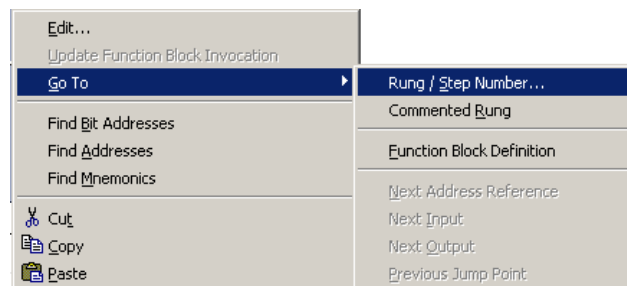 Edit...
Update Function Block Invocation
Go To
Find Bit Addresses
Find Addresses
Find Mnemonics
Cut
Copy
Paste
Rung / Step Number...
Commented Rung
Function Block Definition
Next Address Reference
Next Input
Next Output
Previous Jump Point